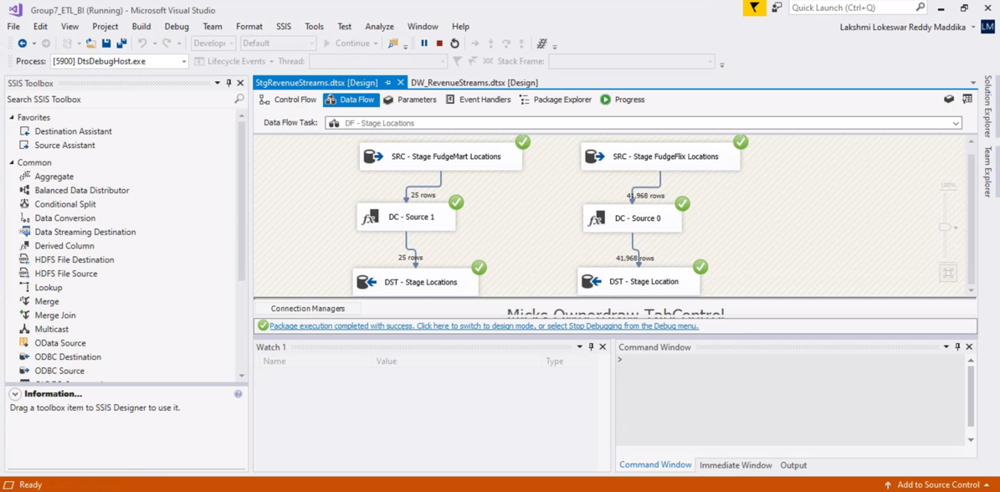 Group7_ETL_BI (Running) - Microsoft Visual Studio
Quick Launch (Ctrl+Q)
File Edit View Project Build Debug Team Format SSIS Tools Test Analyze Window Help
Lakshmi Lokeswar Reddy Maddika LM
Develop Default Continue
Process: [5900] DtsDebugHost.exe Lifecycle Events Thread: Stack Frame:
SSIS Toolbox
StgRevenueStreams.dtsx [Design] DW_RevenueStreams.dtsx [Design]
Search SSIS Toolbox
Control Flow Data Flow Parameters Event Handlers Package Explorer Progress
Data Flow Task: DF - Stage Locations
Favorites
Destination Assistant
Source Assistant
Common
Aggregate
Balanced Data Distributor
Conditional Split
Data Conversion
Data Streaming Destination
Derived Column
HDFS File Destination
HDFS File Source
Lookup
Merge
Merge Join
Multicast
OData Source
ODBC Destination
ODBC Source
Information...
Drag a toolbox item to SSIS Designer to use it.
SRC - Stage FudgeMart Locations
25 rows
DC - Source 1
25 rows
DST - Stage Locations
SRC - Stage FudgeFlix Locations
41,968 rows
DC - Source 0
41,968 rows
DST - Stage Location
100%
Connection Managers
Micks Ownerdraw TabControl
Package execution completed with success. Click here to switch to design mode, or select Stop Debugging from the Debug menu.
Watch 1
Name Value Type
Command Window
>
Command Window Immediate Window Output
Solution Explorer
Team Explorer
Ready
Add to Source Control